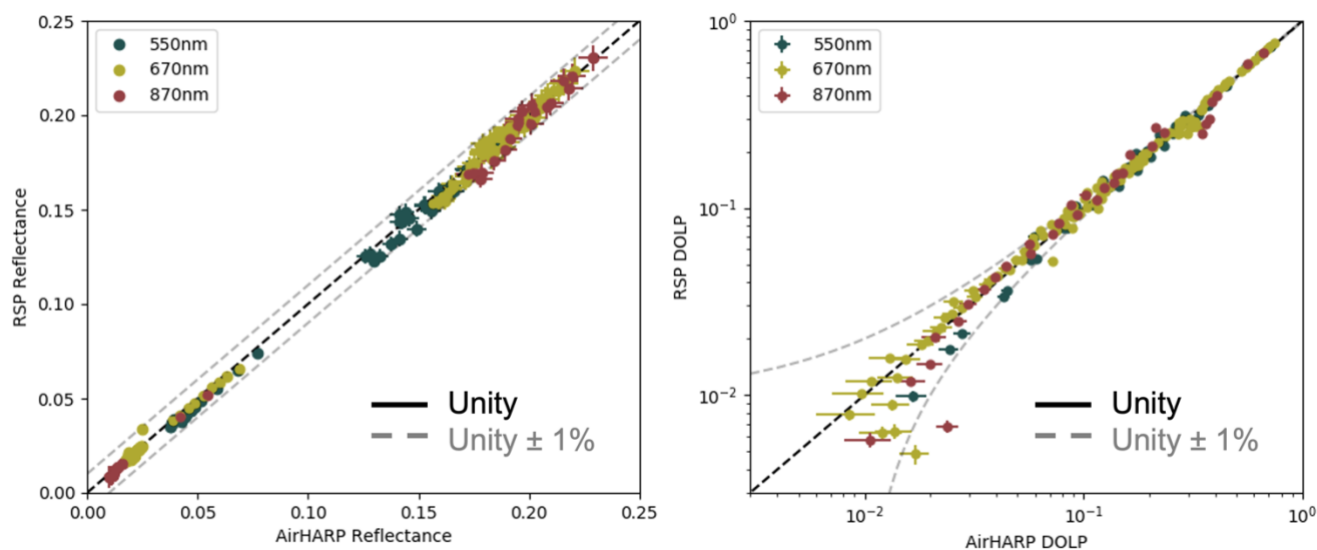 0.25
0.20
0.15
0.10
0.05
0.00
RSP Reflectance
550nm
670nm
870nm
Unity
Unity ± 1%
0.00
0.05
0.10
0.15
0.20
0.25
AirHARP Reflectance
10⁰
10⁻¹
10⁻²
RSP DOLP
550nm
670nm
870nm
Unity
Unity ± 1%
10⁻²
10⁻¹
10⁰
AirHARP DOLP